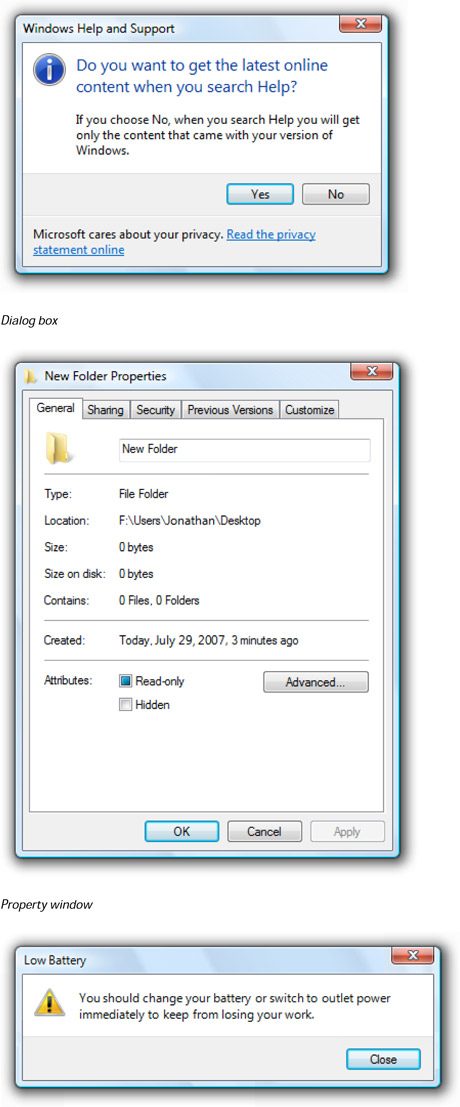 Windows Help and Support
Do you want to get the latest online
content when you search Help?
If you choose No, when you search Help you will get
only the content that came with your version of
Windows.
Yes No
Microsoft cares about your privacy. Read the privacy
statement online
Dialog box
New Folder Properties
General Sharing Security Previous Versions Customize
New Folder
Type: File Folder
Location: F:\Users\Jonathan\Desktop
Size: 0 bytes
Size on disk: 0 bytes
Contains: 0 Files, 0 Folders
Created: Today, July 29, 2007, 3 minutes ago
Attributes: Read-only Advanced...
Hidden
OK Cancel Apply
Property window
Low Battery
You should change your battery or switch to outlet power
immediately to keep from losing your work.
Close